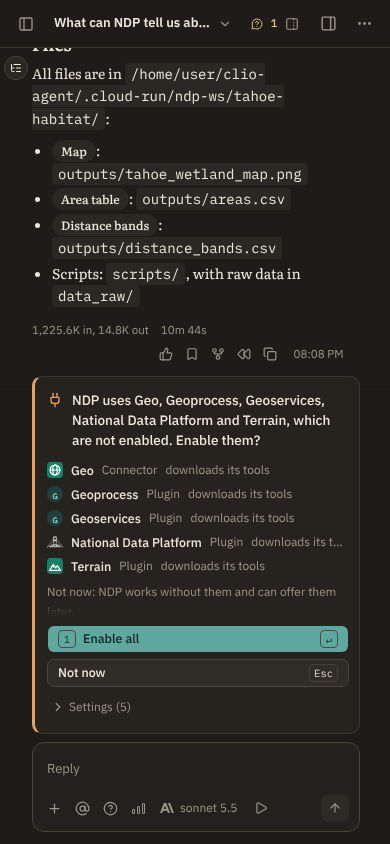 What can NDP tell us ab...
1
Files
All files are in /home/user/clio-
agent/.cloud-run/ndp-ws/tahoe-
habitat/ :
• Map :
outputs/tahoe_wetland_map.png
• Area table : outputs/areas.csv
• Distance bands :
outputs/distance_bands.csv
• Scripts: scripts/ , with raw data in
data_raw/
1,225.6K in, 14.8K out 10m 44s
08:08 PM
NDP uses Geo, Geoprocess, Geoservices,
National Data Platform and Terrain, which
are not enabled. Enable them?
Geo Connector downloads its tools
G Geoprocess Plugin downloads its tools
G Geoservices Plugin downloads its tools
National Data Platform Plugin downloads its t...
Terrain Plugin downloads its tools
Not now: NDP works without them and can offer them
later
1 Enable all ↵
Not now Esc
Settings (5)
Reply
sonnet 5.5